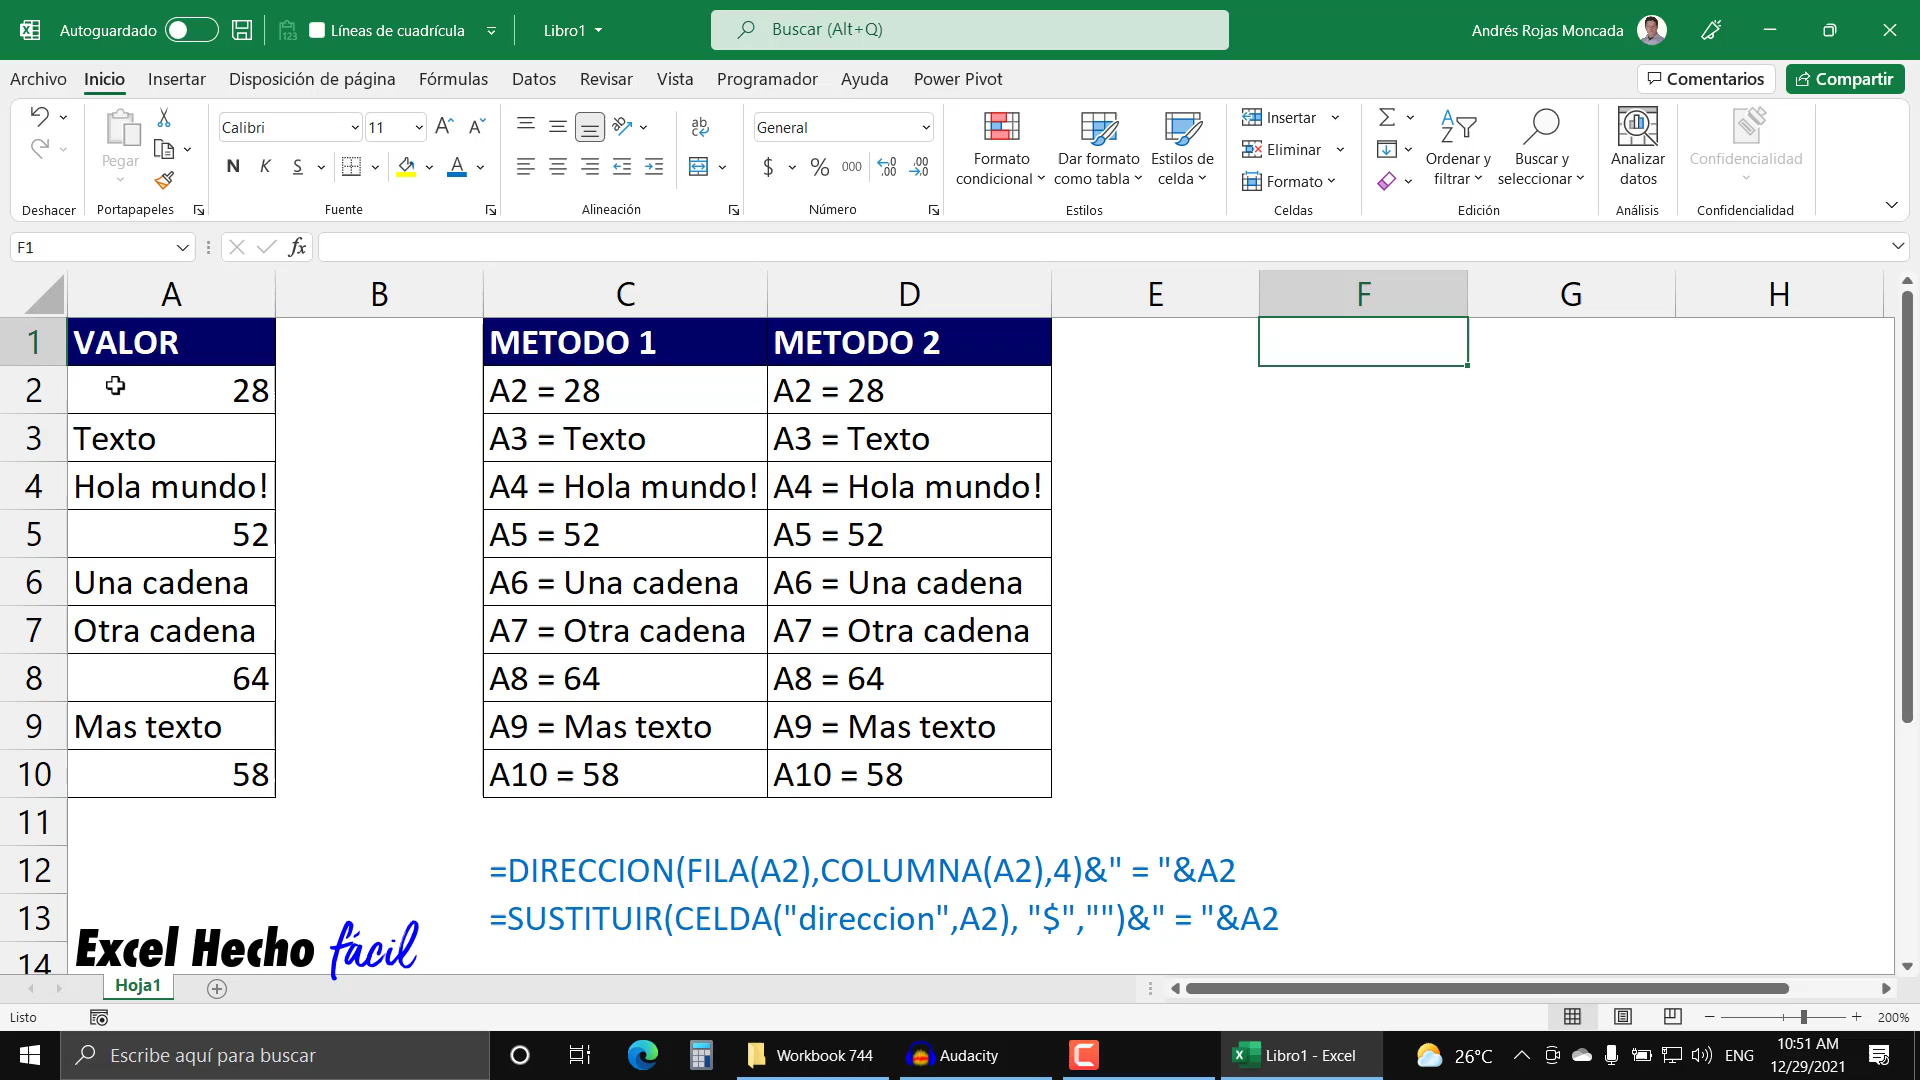 Autoguardado
Líneas de cuadrícula
Libro1
Buscar (Alt+Q)
Andrés Rojas Moncada
Archivo Inicio Insertar Disposición de página Fórmulas Datos Revisar Vista Programador Ayuda Power Pivot
Comentarios
Compartir
Pegar
Calibri 11
N K S
General
$ % 000
Formato condicional
Dar formato como tabla
Estilos de celda
Insertar
Eliminar
Formato
Ordenar y filtrar
Buscar y seleccionar
Analizar datos
Confidencialidad
Deshacer Portapapeles Fuente Alineación Número Estilos Celdas Edición Análisis Confidencialidad
F1
fx
A B C D E F G H
1 VALOR METODO 1 METODO 2
2 28 A2 = 28 A2 = 28
3 Texto A3 = Texto A3 = Texto
4 Hola mundo! A4 = Hola mundo! A4 = Hola mundo!
5 52 A5 = 52 A5 = 52
6 Una cadena A6 = Una cadena A6 = Una cadena
7 Otra cadena A7 = Otra cadena A7 = Otra cadena
8 64 A8 = 64 A8 = 64
9 Mas texto A9 = Mas texto A9 = Mas texto
10 58 A10 = 58 A10 = 58
11
12 =DIRECCION(FILA(A2),COLUMNA(A2),4)&" = "&A2
13 =SUSTITUIR(CELDA("direccion",A2), "$","")&" = "&A2
14
Excel Hecho fácil
Hoja1
Listo
200%
Escribe aquí para buscar
Workbook 744
Audacity
Libro1 - Excel
26°C
ENG
10:51 AM
12/29/2021